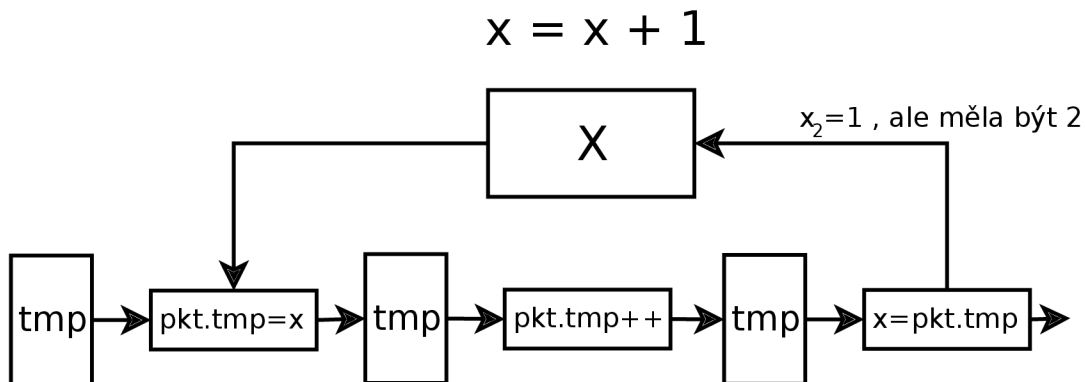 x = x + 1
X
x₂=1 , ale měla být 2
tmp
pkt.tmp=x
tmp
pkt.tmp++
tmp
x=pkt.tmp